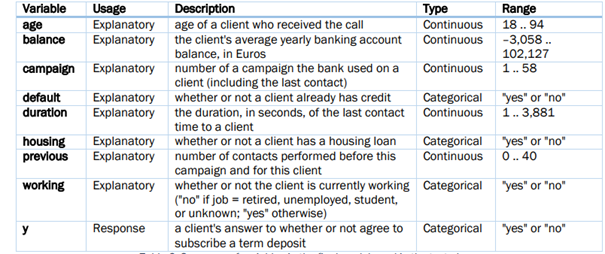 Variable Usage Description Type Range
age Explanatory age of a client who received the call Continuous 18 .. 94
balance Explanatory the client's average yearly banking account Continuous –3,058 ..
balance, in Euros 102,127
campaign Explanatory number of a campaign the bank used on a Continuous 1 .. 58
client (including the last contact)
default Explanatory whether or not a client already has credit Categorical "yes" or "no"
duration Explanatory the duration, in seconds, of the last contact Continuous 1 .. 3,881
time to a client
housing Explanatory whether or not a client has a housing loan Categorical "yes" or "no"
previous Explanatory number of contacts performed before this Continuous 0 .. 40
campaign and for this client
working Explanatory whether or not the client is currently working Categorical "yes" or "no"
("no" if job = retired, unemployed, student,
or unknown; "yes" otherwise)
y Response a client's answer to whether or not agree to Categorical "yes" or "no"
subscribe a term deposit